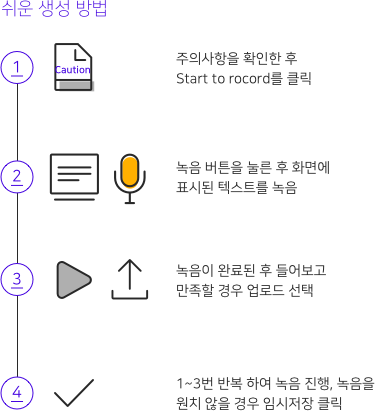 쉬운 생성 방법
1
Caution
주의사항을 확인한 후
Start to rocord를 클릭
2
녹음 버튼을 눌른 후 화면에
표시된 텍스트를 녹음
3
녹음이 완료된 후 들어보고
만족할 경우 업로드 선택
4
1~3번 반복 하여 녹음 진행, 녹음을
원치 않을 경우 임시저장 클릭